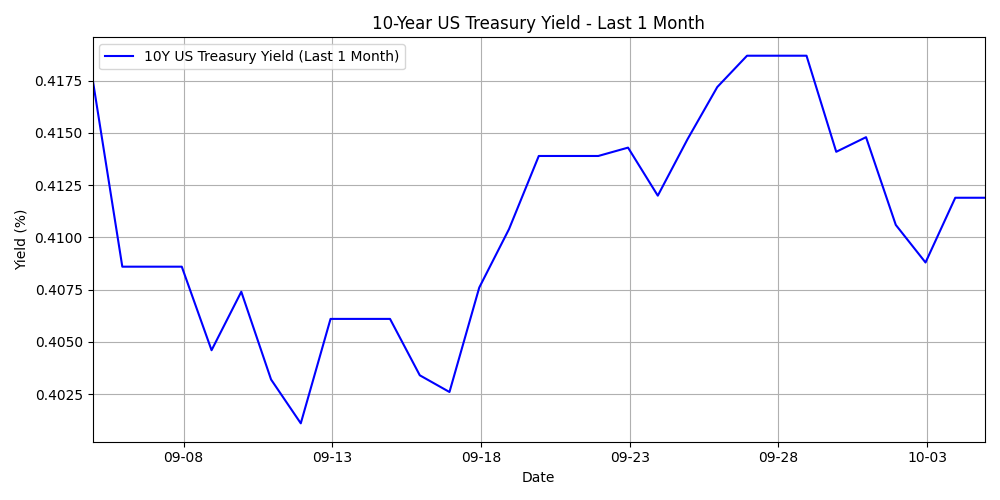 10-Year US Treasury Yield - Last 1 Month
10Y US Treasury Yield (Last 1 Month)
Yield (%)
0.4175
0.4150
0.4125
0.4100
0.4075
0.4050
0.4025
09-08 09-13 09-18 09-23 09-28 10-03
Date